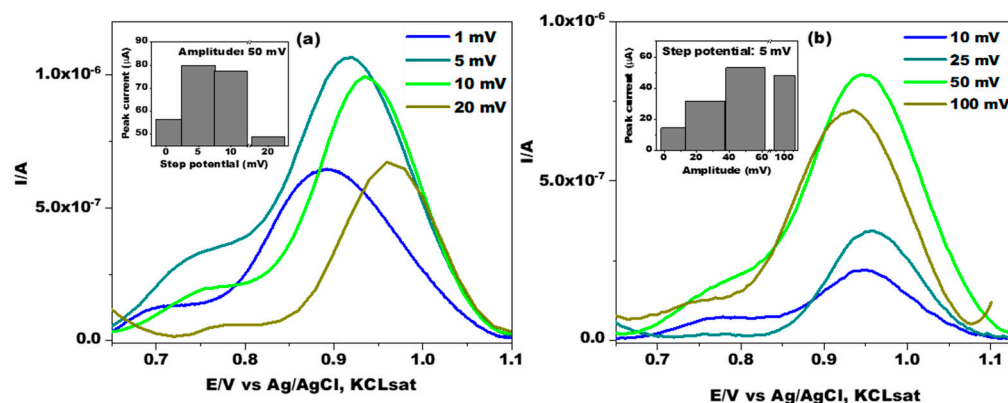 (a)
1 mV
5 mV
10 mV
20 mV
Amplitude: 50 mV
Peak current (µA)
90
80
70
60
50
0 5 10 20
Step potential (mV)
I/A
1.0x10-6
5.0x10-7
0.0
0.7 0.8 0.9 1.0 1.1
E/V vs Ag/AgCl, KCLsat
(b)
10 mV
25 mV
50 mV
100 mV
Step potential: 5 mV
Peak current (µA)
60
40
20
0
0 20 40 60 100
Amplitude (mV)
I/A
1.0x10-6
5.0x10-7
0.0
0.7 0.8 0.9 1.0 1.1
E/V vs Ag/AgCl, KCLsat